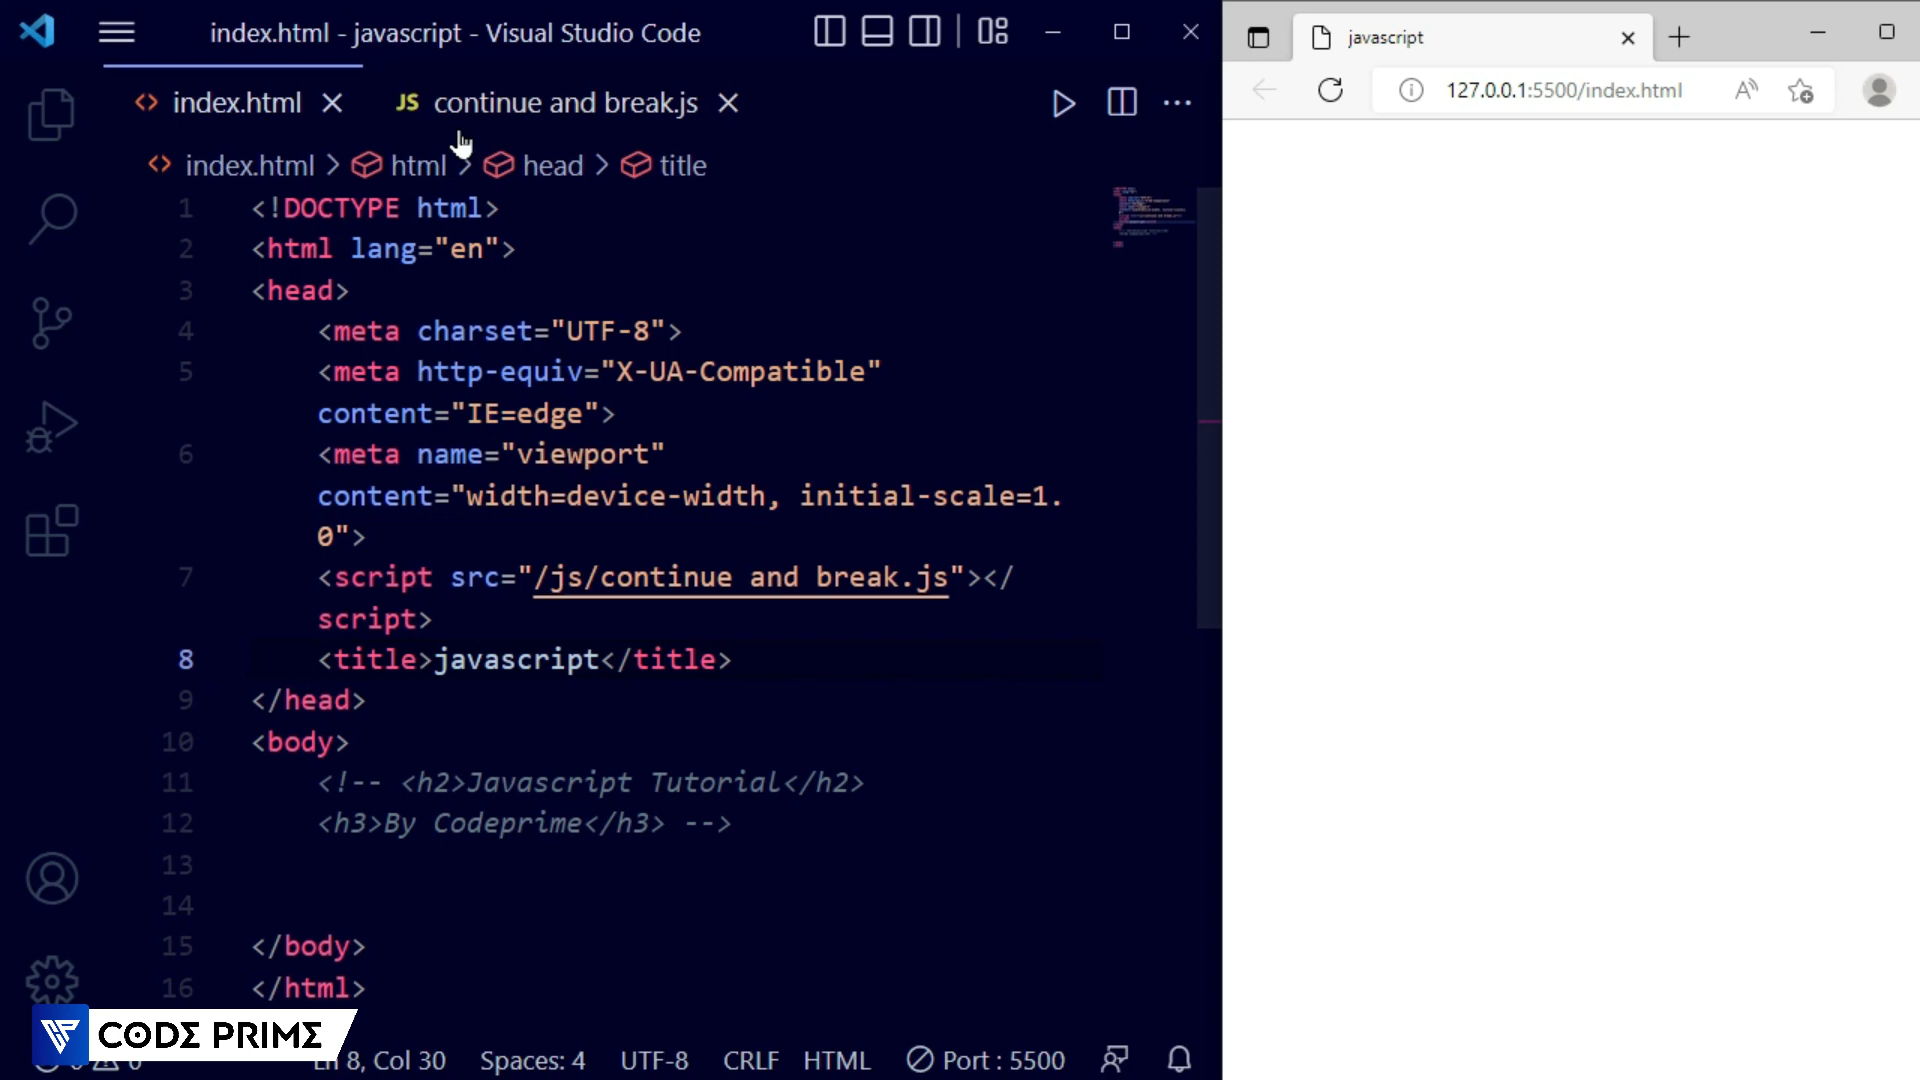 index.html - javascript - Visual Studio Code
index.html
JS continue and break.js
index.html > html > head > title
1 <!DOCTYPE html>
2 <html lang="en">
3 <head>
4 <meta charset="UTF-8">
5 <meta http-equiv="X-UA-Compatible"
content="IE=edge">
6 <meta name="viewport"
content="width=device-width, initial-scale=1.
0">
7 <script src="/js/continue and break.js"></
script>
8 <title>javascript</title>
9 </head>
10 <body>
11 <!-- <h2>Javascript Tutorial</h2>
12 <h3>By Codeprime</h3> -->
13
14
15 </body>
16 </html>
CODΣ PRIMΣ
Ln 8, Col 30 Spaces: 4 UTF-8 CRLF HTML Port : 5500
javascript
127.0.0.1:5500/index.html